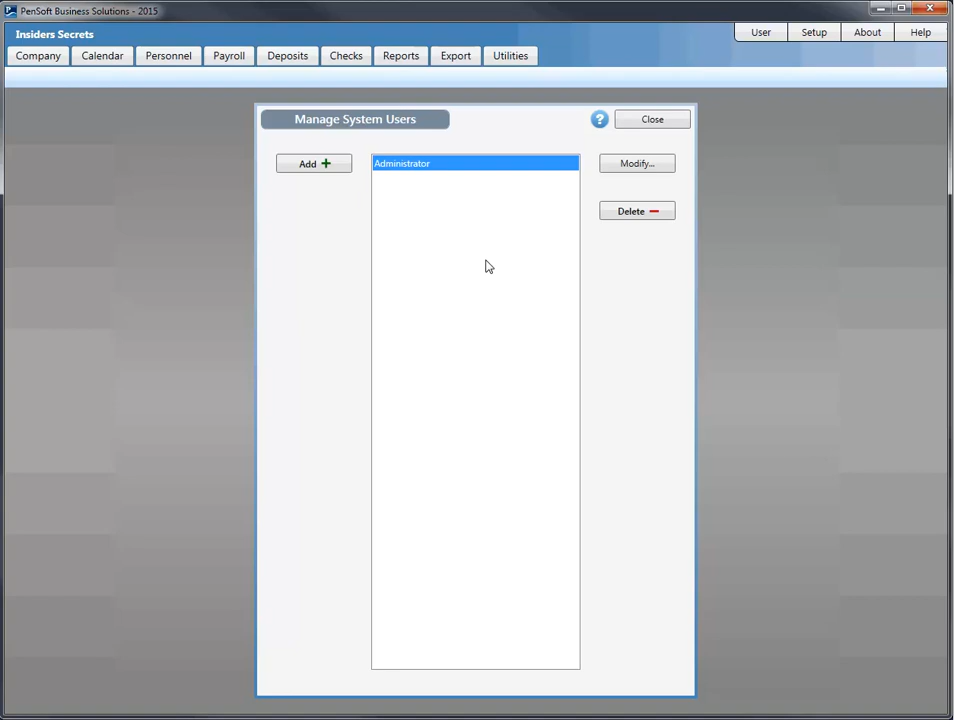 PenSoft Business Solutions - 2015
Insiders Secrets
User Setup About Help
Company Calendar Personnel Payroll Deposits Checks Reports Export Utilities
Manage System Users
? Close
Add +
Administrator
Modify...
Delete